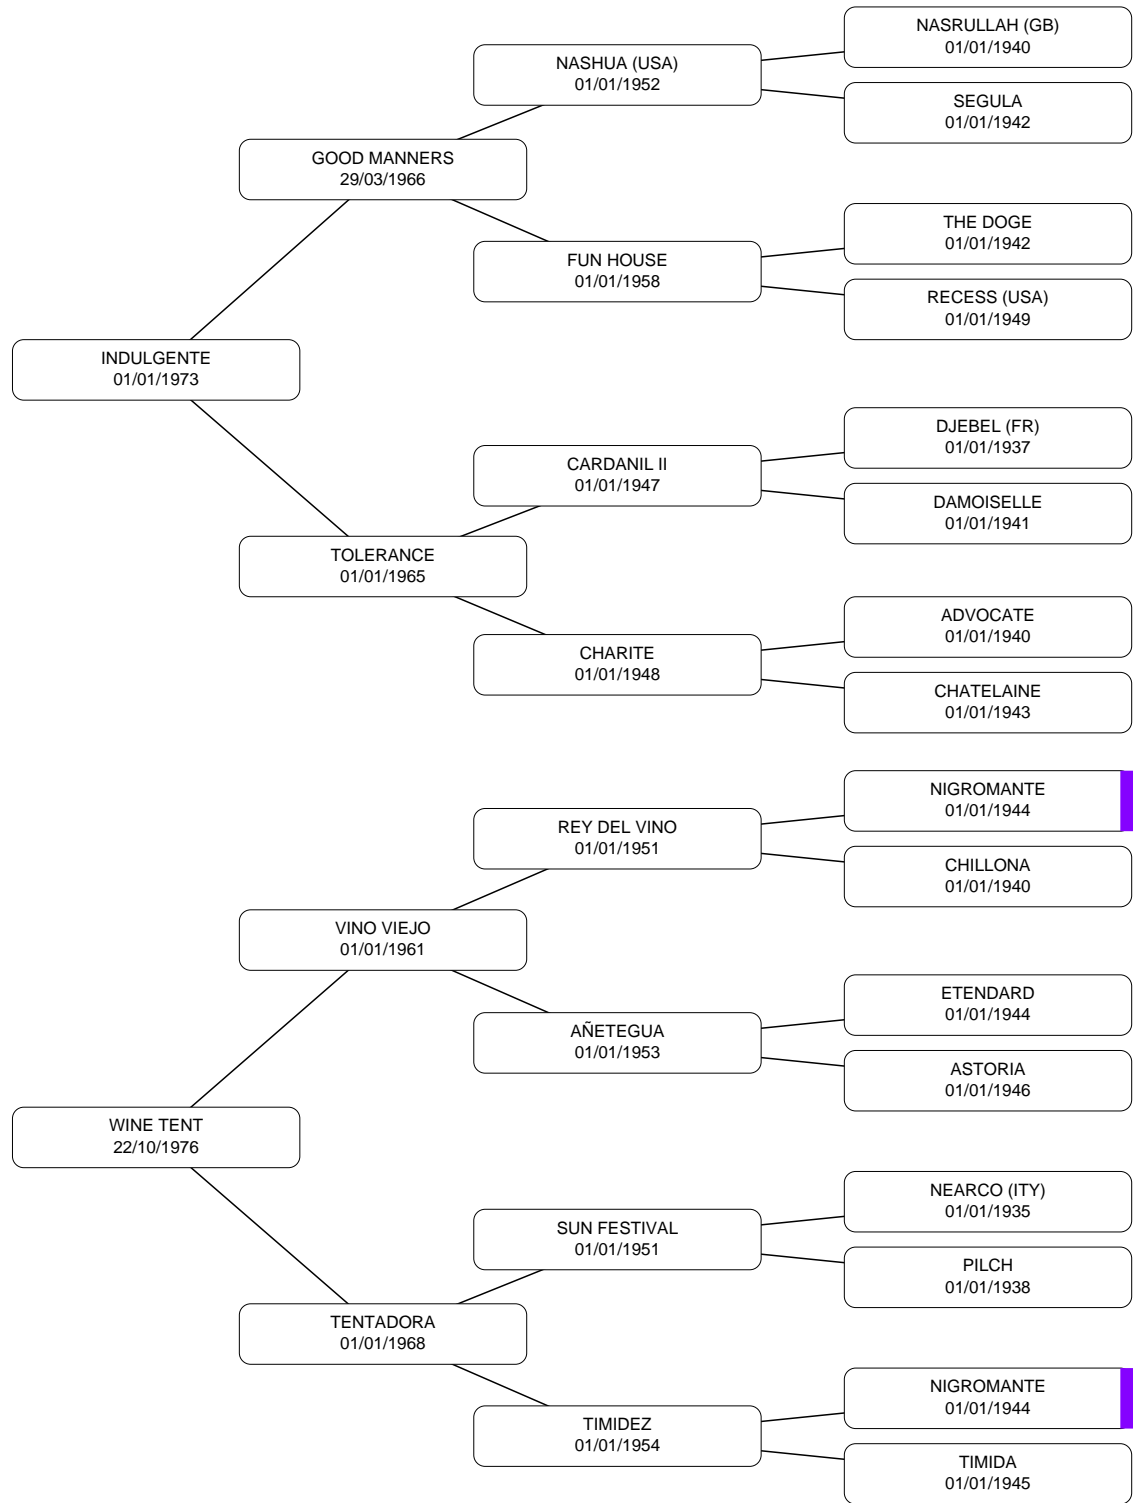 NASRULLAH (GB)
01/01/1940
NASHUA (USA)
01/01/1952
SEGULA
01/01/1942
GOOD MANNERS
29/03/1966
THE DOGE
01/01/1942
FUN HOUSE
01/01/1958
RECESS (USA)
01/01/1949
INDULGENTE
01/01/1973
DJEBEL (FR)
01/01/1937
CARDANIL II
01/01/1947
DAMOISELLE
01/01/1941
TOLERANCE
01/01/1965
ADVOCATE
01/01/1940
CHARITE
01/01/1948
CHATELAINE
01/01/1943
NIGROMANTE
01/01/1944
REY DEL VINO
01/01/1951
CHILLONA
01/01/1940
VINO VIEJO
01/01/1961
ETENDARD
01/01/1944
AÑETEGUA
01/01/1953
ASTORIA
01/01/1946
WINE TENT
22/10/1976
NEARCO (ITY)
01/01/1935
SUN FESTIVAL
01/01/1951
PILCH
01/01/1938
TENTADORA
01/01/1968
NIGROMANTE
01/01/1944
TIMIDEZ
01/01/1954
TIMIDA
01/01/1945